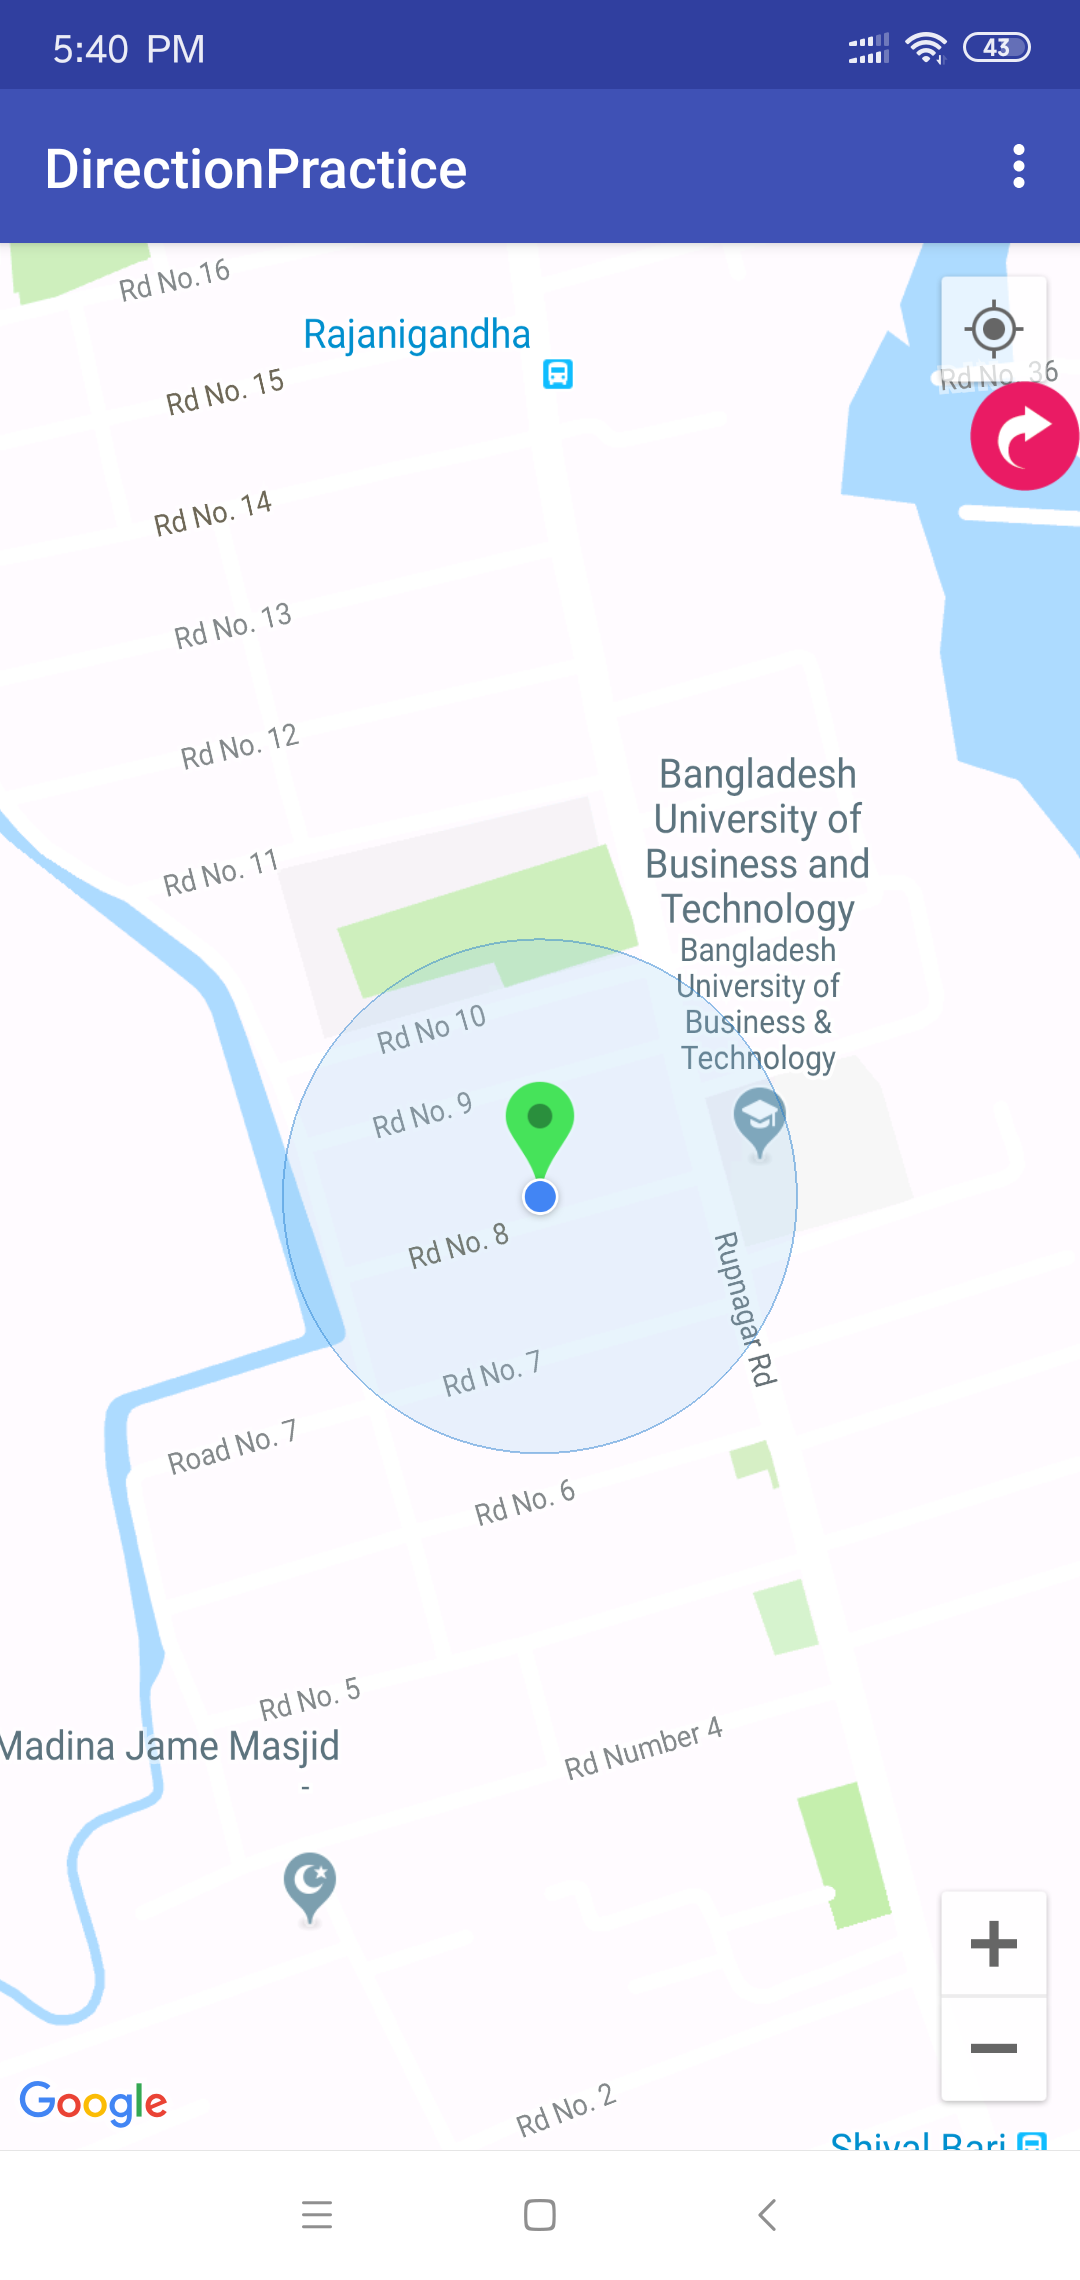 5:40 PM
43
DirectionPractice
Rd No.16
Rajanigandha
Rd No. 36
Rd No. 15
Rd No. 14
Rd No. 13
Rd No. 12
Bangladesh
University of
Business and
Technology
Rd No. 11
Bangladesh
University of
Business &
Technology
Rd No 10
Rd No. 9
Rd No. 8
Rupnagar Rd
Rd No. 7
Road No. 7
Rd No. 6
Rd No. 5
Madina Jame Masjid
-
Rd Number 4
Google
Rd No. 2
Shiyal Bari